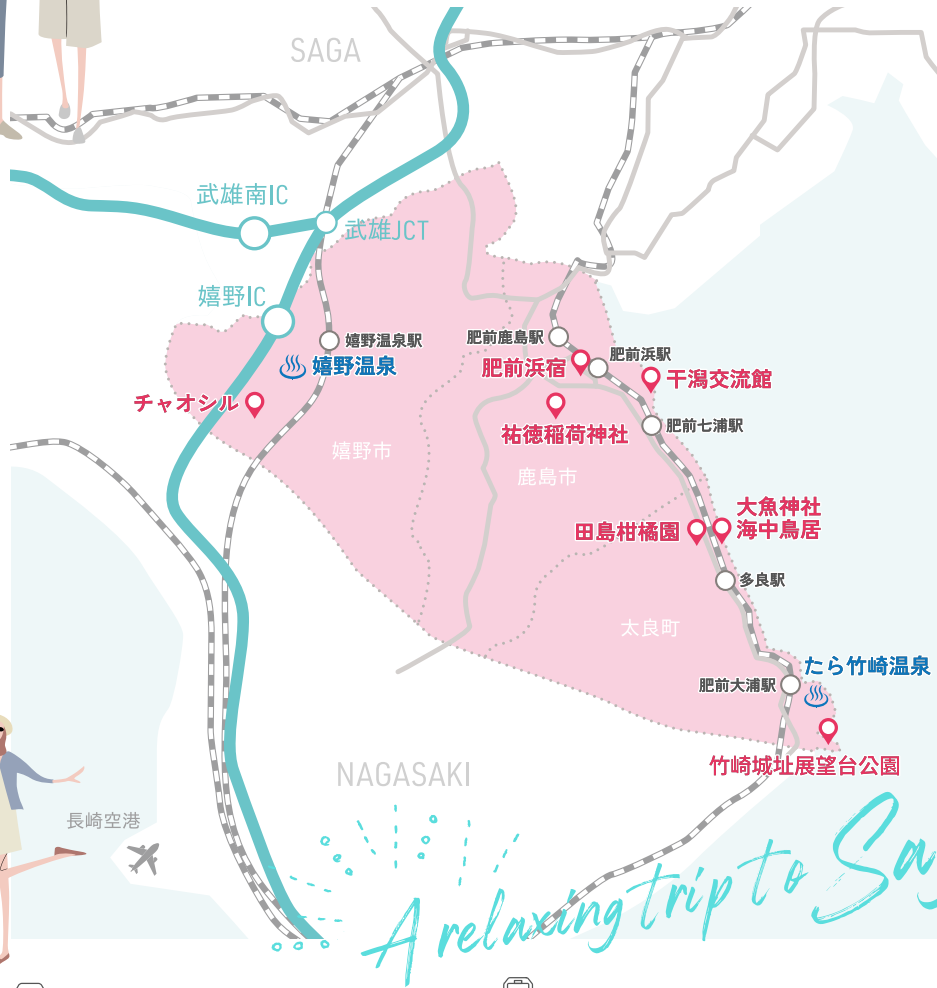 SAGA
武雄南IC
武雄JCT
嬉野IC
嬉野温泉駅
嬉野温泉
チャオシル
肥前鹿島駅
肥前浜駅
肥前浜宿
干潟交流館
祐徳稲荷神社
肥前七浦駅
嬉野市
鹿島市
大魚神社
海中鳥居
田島柑橘園
多良駅
太良町
たら竹崎温泉
肥前大浦駅
竹崎城址展望台公園
NAGASAKI
長崎空港
A relaxing trip to Sa